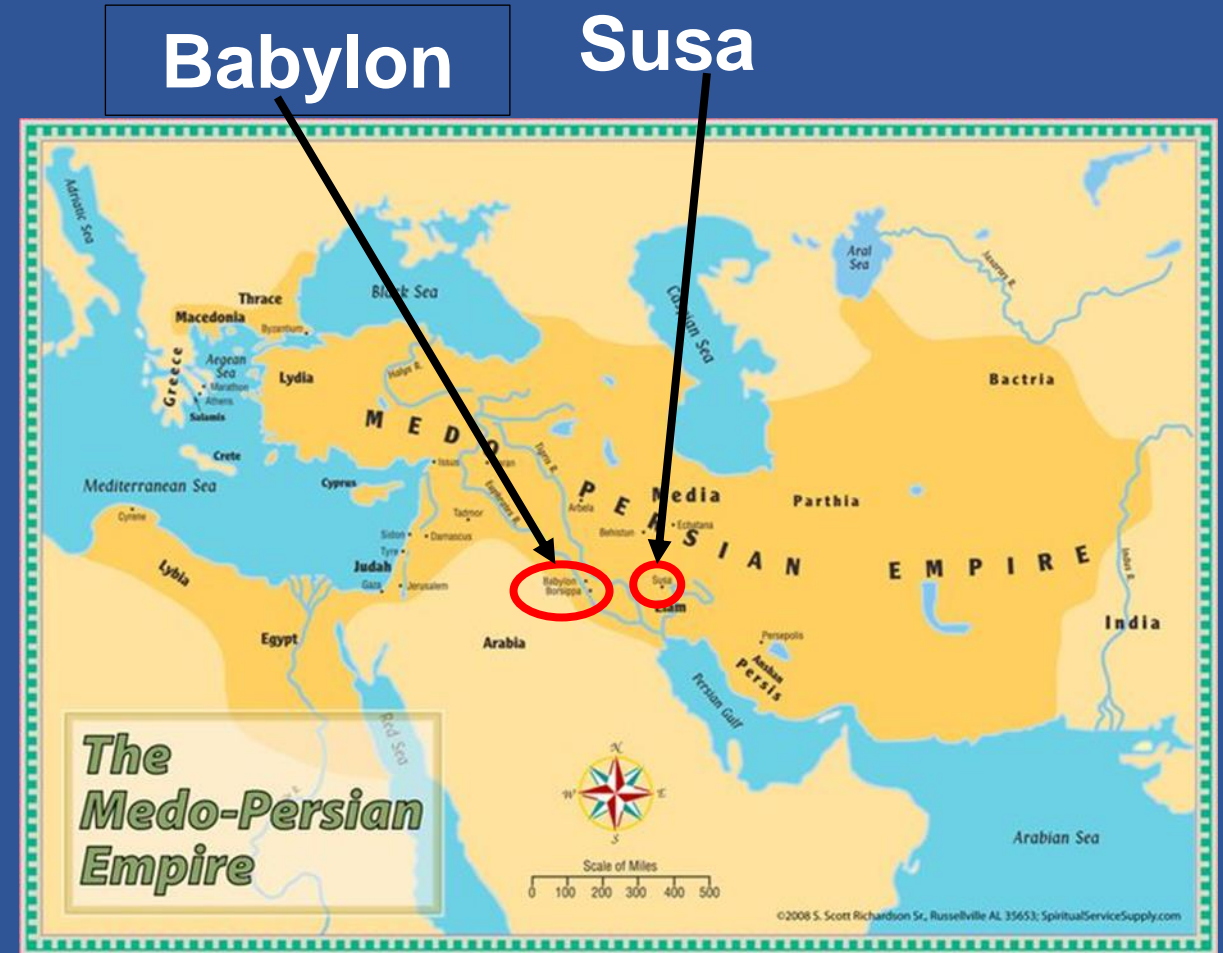 Babylon
Susa
Adriatic Sea
Aral Sea
Jaxarus R.
Black Sea
Caspian Sea
Thrace
Macedonia
Byzantium
Greece
Aegean Sea
Marathon
Athens
Salamis
Lydia
Halys R.
Bactria
MEDO
PERSIAN EMPIRE
Crete
Mediterranean Sea
Cyprus
Issus
Tigris R.
Euphrates R.
Arbela
Media
Parthia
Cyrene
Tadmor
Behistun
Ecbatana
Sidon
Damascus
Tyre
Lybia
Judah
Gaza
Jerusalem
Babylon
Borsippa
Susa
Elam
Indus R.
India
Egypt
Arabia
Persepolis
Anshan
Persis
Persian Gulf
Red Sea
The
Medo-Persian
Empire
N
W
E
S
Scale of Miles
0 100 200 300 400 500
Arabian Sea
©2008 S. Scott Richardson Sr., Russellville AL 35653; SpiritualServiceSupply.com